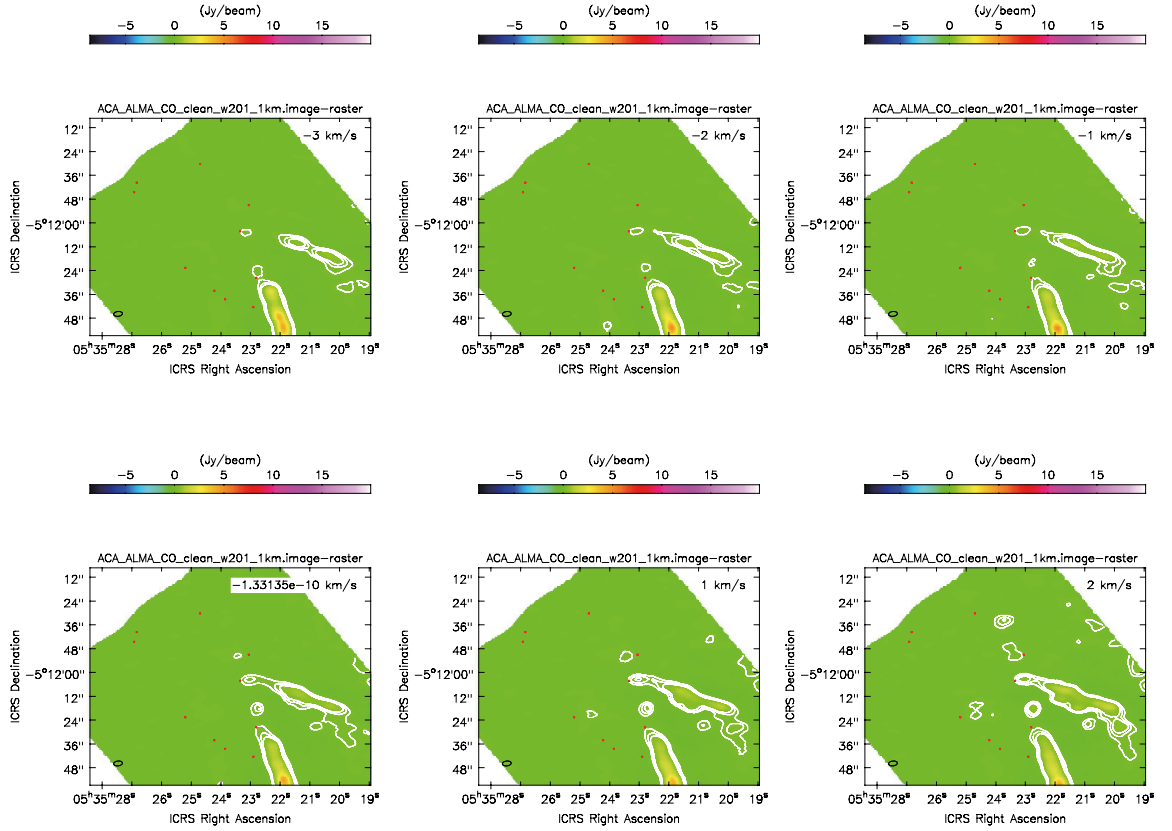 (Jy/beam) (Jy/beam) (Jy/beam)
−5 0 5 10 15 −5 0 5 10 15 −5 0 5 10 15
ACA_ALMA_CO_clean_w201_1km.image-raster ACA_ALMA_CO_clean_w201_1km.image-raster ACA_ALMA_CO_clean_w201_1km.image-raster
−3 km/s −2 km/s −1 km/s
12" 12" 12"
24" 24" 24"
36" 36" 36"
48" 48" 48"
−5°12'00" −5°12'00" −5°12'00"
12" 12" 12"
24" 24" 24"
36" 36" 36"
48" 48" 48"
ICRS Declination ICRS Declination ICRS Declination
05ʰ35ᵐ28ˢ 26ˢ 25ˢ 24ˢ 23ˢ 22ˢ 21ˢ 20ˢ 19ˢ 05ʰ35ᵐ28ˢ 26ˢ 25ˢ 24ˢ 23ˢ 22ˢ 21ˢ 20ˢ 19ˢ 05ʰ35ᵐ28ˢ 26ˢ 25ˢ 24ˢ 23ˢ 22ˢ 21ˢ 20ˢ 19ˢ
ICRS Right Ascension ICRS Right Ascension ICRS Right Ascension
(Jy/beam) (Jy/beam) (Jy/beam)
−5 0 5 10 15 −5 0 5 10 15 −5 0 5 10 15
ACA_ALMA_CO_clean_w201_1km.image-raster ACA_ALMA_CO_clean_w201_1km.image-raster ACA_ALMA_CO_clean_w201_1km.image-raster
−1.33135e−10 km/s 1 km/s 2 km/s
12" 12" 12"
24" 24" 24"
36" 36" 36"
48" 48" 48"
−5°12'00" −5°12'00" −5°12'00"
12" 12" 12"
24" 24" 24"
36" 36" 36"
48" 48" 48"
ICRS Declination ICRS Declination ICRS Declination
05ʰ35ᵐ28ˢ 26ˢ 25ˢ 24ˢ 23ˢ 22ˢ 21ˢ 20ˢ 19ˢ 05ʰ35ᵐ28ˢ 26ˢ 25ˢ 24ˢ 23ˢ 22ˢ 21ˢ 20ˢ 19ˢ 05ʰ35ᵐ28ˢ 26ˢ 25ˢ 24ˢ 23ˢ 22ˢ 21ˢ 20ˢ 19ˢ
ICRS Right Ascension ICRS Right Ascension ICRS Right Ascension